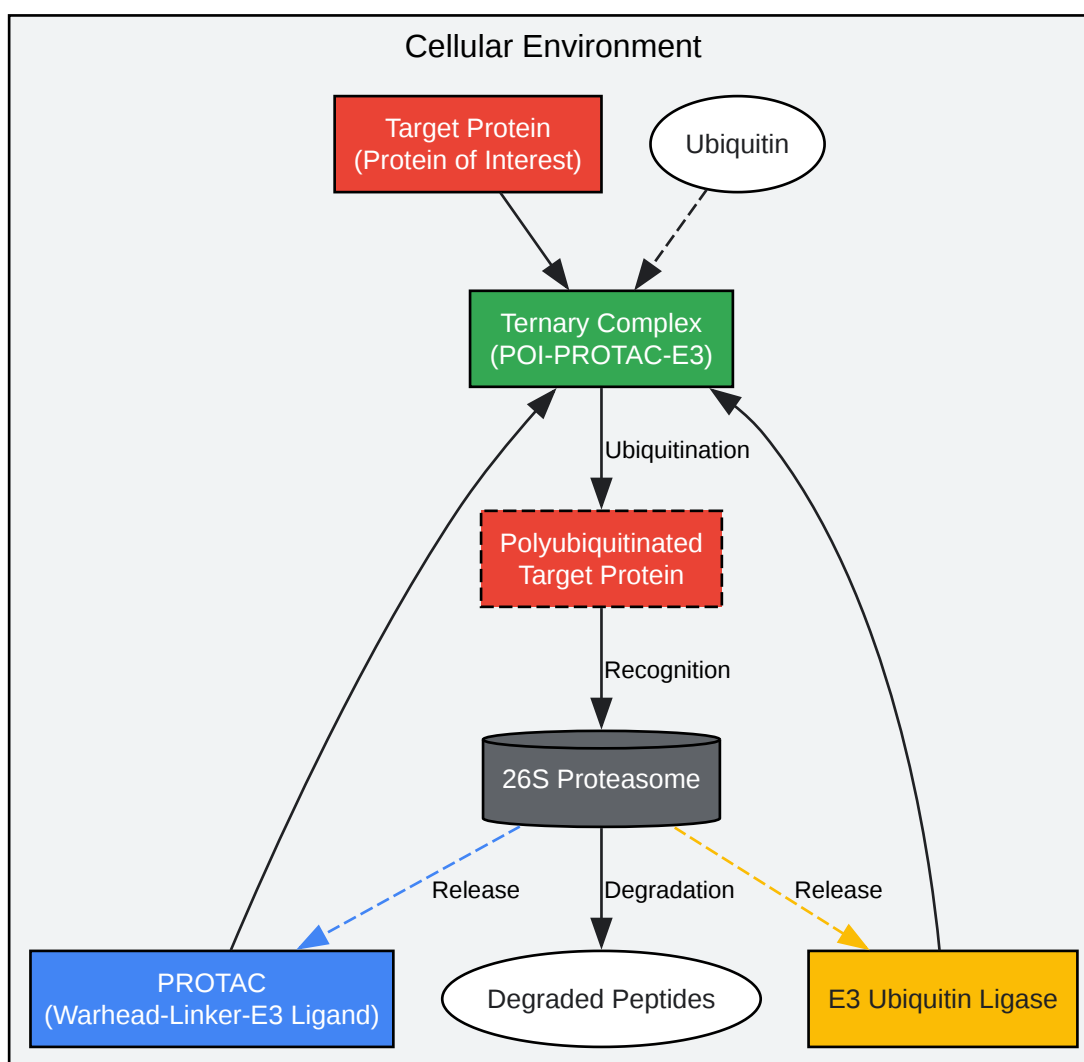 Cellular Environment
Target Protein
(Protein of Interest)
Ubiquitin
Ternary Complex
(POI-PROTAC-E3)
Ubiquitination
Polyubiquitinated
Target Protein
Recognition
26S Proteasome
Release
Degradation
Release
PROTAC
(Warhead-Linker-E3 Ligand)
Degraded Peptides
E3 Ubiquitin Ligase